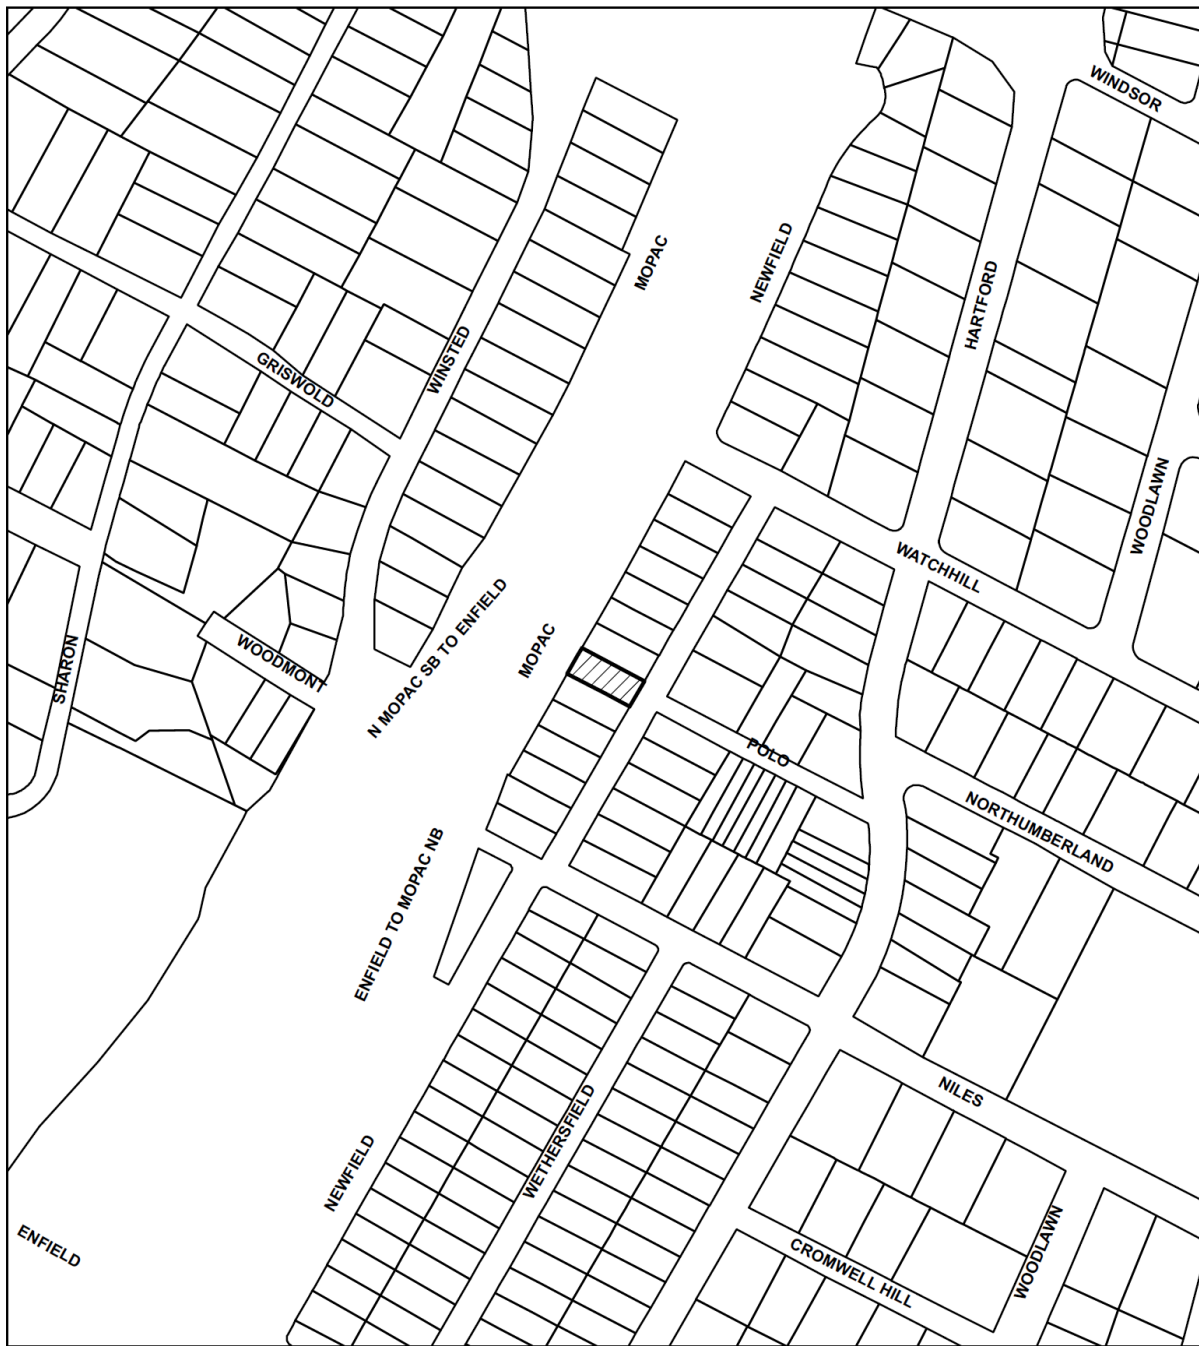 WINDSOR
MOPAC
NEWFIELD
HARTFORD
WINSTED
GRISWOLD
WOODLAWN
WATCHHILL
N MOPAC SB TO ENFIELD
MOPAC
WOODMONT
SHARON
POLO
NORTHUMBERLAND
ENFIELD TO MOPAC NB
NILES
WETHERSFIELD
NEWFIELD
ENFIELD
CROMWELL HILL
WOODLAWN